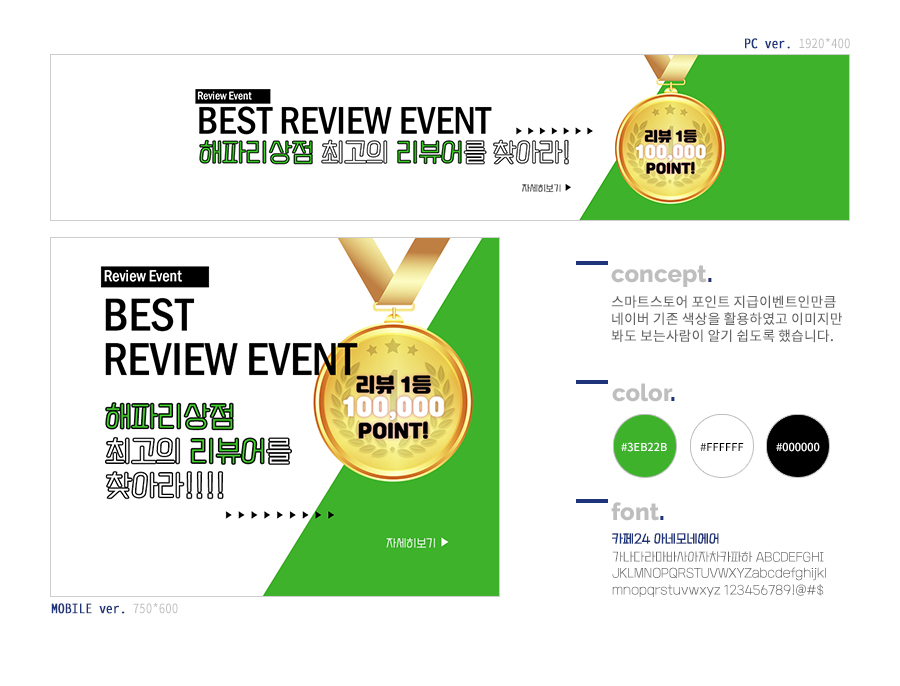 PC ver. 1920*400
Review Event
BEST REVIEW EVENT
해파리상점 최고의 리뷰어를 찾아라!
자세히보기
리뷰 1등
100,000
POINT!
Review Event
BEST
REVIEW EVENT
해파리상점
최고의 리뷰어를
찾아라!!!!
자세히보기
리뷰 1등
100,000
POINT!
MOBILE ver. 750*600
concept.
스마트스토어 포인트 지급이벤트인만큼
네이버 기존 색상을 활용하였고 이미지만
봐도 보는사람이 알기 쉽도록 했습니다.
color.
#3EB22B
#FFFFFF
#000000
font.
카페24 아네모네에어
가나다라마바사아자차카파하 ABCDEFGHI
JKLMNOPQRSTUVWXYZabcdefghijkl
mnopqrstuvwxyz 123456789!@#$